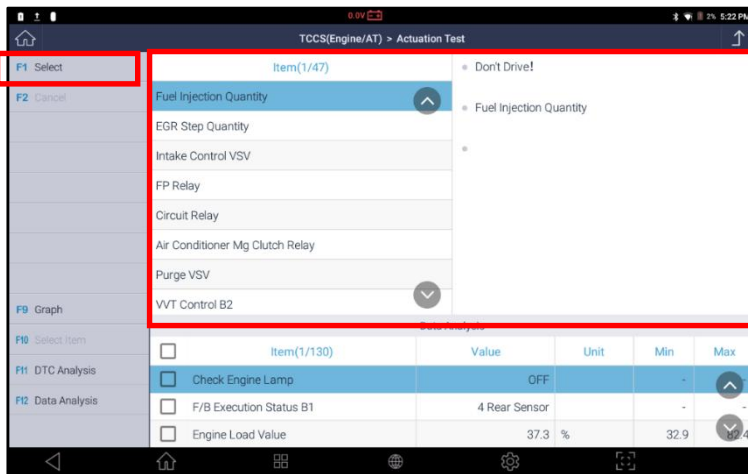 0.0V
2% 5:22 PM
TCCS(Engine/AT) > Actuation Test
F1 Select
F2 Cancel
F9 Graph
F10 Select Item
F11 DTC Analysis
F12 Data Analysis
Item(1/47)
Fuel Injection Quantity
EGR Step Quantity
Intake Control VSV
FP Relay
Circuit Relay
Air Conditioner Mg Clutch Relay
Purge VSV
VVT Control B2
Don't Drive!
Fuel Injection Quantity
Data Analysis
Item(1/130) Value Unit Min Max
Check Engine Lamp OFF - -
F/B Execution Status B1 4 Rear Sensor - -
Engine Load Value 37.3 % 32.9 82.4